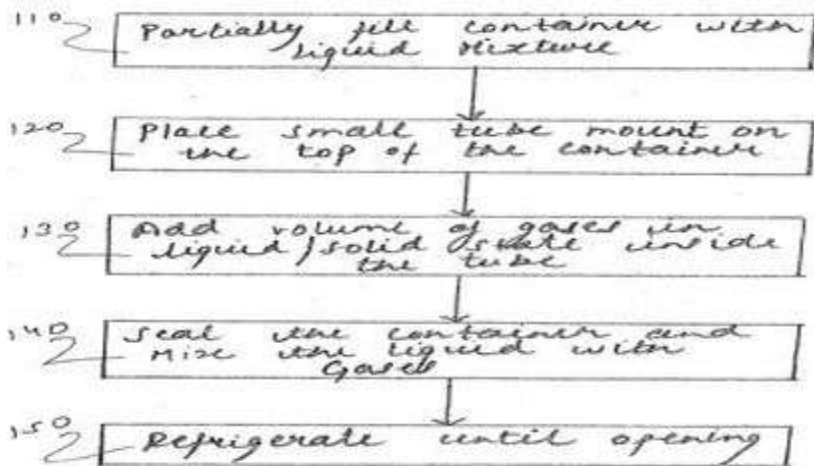 110
Partially fill container with
liquid Mixture
120
Place small tube mount on
the top of the container
130
Add volume of gases in
liquid/solid state inside
the tube
140
Seal the container and
Mix the liquid with
Gases
150
Refrigerate until opening